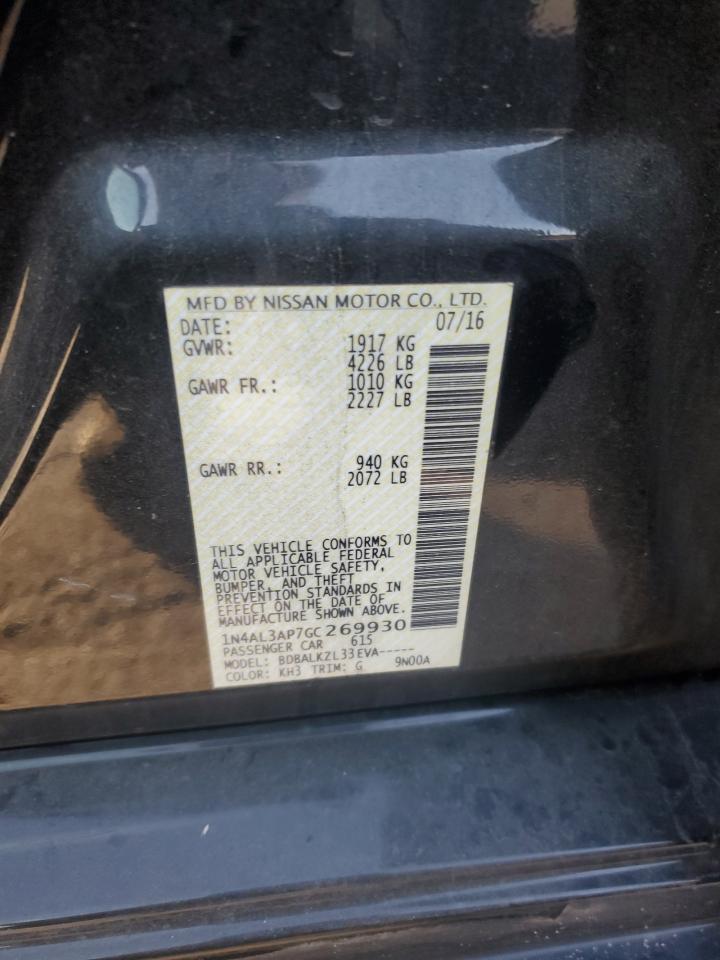 MFD BY NISSAN MOTOR CO., LTD.
DATE: 07/16
GVWR: 1917 KG
4226 LB
GAWR FR.: 1010 KG
2227 LB
GAWR RR.: 940 KG
2072 LB
THIS VEHICLE CONFORMS TO
ALL APPLICABLE FEDERAL
MOTOR VEHICLE SAFETY,
BUMPER, AND THEFT
PREVENTION STANDARDS IN
EFFECT ON THE DATE OF
MANUFACTURE SHOWN ABOVE.
1N4AL3AP7GC269930
PASSENGER CAR 615
MODEL: BDBALKZL33EVA-----
COLOR: KH3 TRIM: G 9N00A